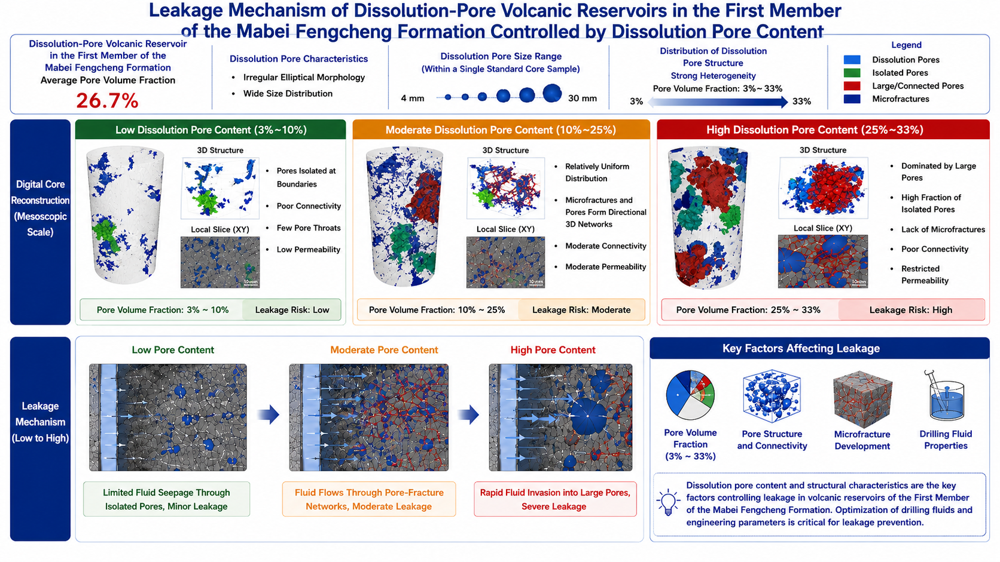 Leakage Mechanism of Dissolution-Pore Volcanic Reservoirs in the First Member
of the Mabei Fengcheng Formation Controlled by Dissolution Pore Content
Dissolution-Pore Volcanic Reservoir
in the First Member of the
Mabei Fengcheng Formation
Average Pore Volume Fraction
26.7%
Dissolution Pore Characteristics
• Irregular Elliptical Morphology
• Wide Size Distribution
Dissolution Pore Size Range
(Within a Single Standard Core Sample)
4 mm
30 mm
Distribution of Dissolution
Pore Structure
Strong Heterogeneity
Pore Volume Fraction: 3%~33%
3%
33%
Legend
Dissolution Pores
Isolated Pores
Large/Connected Pores
Microfractures
Digital Core
Reconstruction
(Mesoscopic
Scale)
Low Dissolution Pore Content (3%~10%)
3D Structure
Local Slice (XY)
10 mm
• Pores Isolated at
Boundaries
• Poor Connectivity
• Few Pore Throats
• Low Permeability
Pore Volume Fraction: 3% ~ 10%
Leakage Risk: Low
Moderate Dissolution Pore Content (10%~25%)
3D Structure
Local Slice (XY)
10 mm
• Relatively Uniform
Distribution
• Microfractures and
Pores Form Directional
3D Networks
• Moderate Connectivity
• Moderate Permeability
Pore Volume Fraction: 10% ~ 25%
Leakage Risk: Moderate
High Dissolution Pore Content (25%~33%)
3D Structure
Local Slice (XY)
10 mm
• Dominated by Large
Pores
• High Fraction of
Isolated Pores
• Lack of Microfractures
• Poor Connectivity
• Restricted
Permeability
Pore Volume Fraction: 25% ~ 33%
Leakage Risk: High
Leakage
Mechanism
(Low to High)
Low Pore Content
Limited Fluid Seepage Through
Isolated Pores, Minor Leakage
Moderate Pore Content
Fluid Flows Through Pore-Fracture
Networks, Moderate Leakage
High Pore Content
Rapid Fluid Invasion into Large Pores,
Severe Leakage
Key Factors Affecting Leakage
Pore Volume
Fraction
(3% ~ 33%)
Pore Structure
and Connectivity
Microfracture
Development
Drilling Fluid
Properties
Dissolution pore content and structural characteristics are the key
factors controlling leakage in volcanic reservoirs of the First Member
of the Mabei Fengcheng Formation. Optimization of drilling fluids and
engineering parameters is critical for leakage prevention.